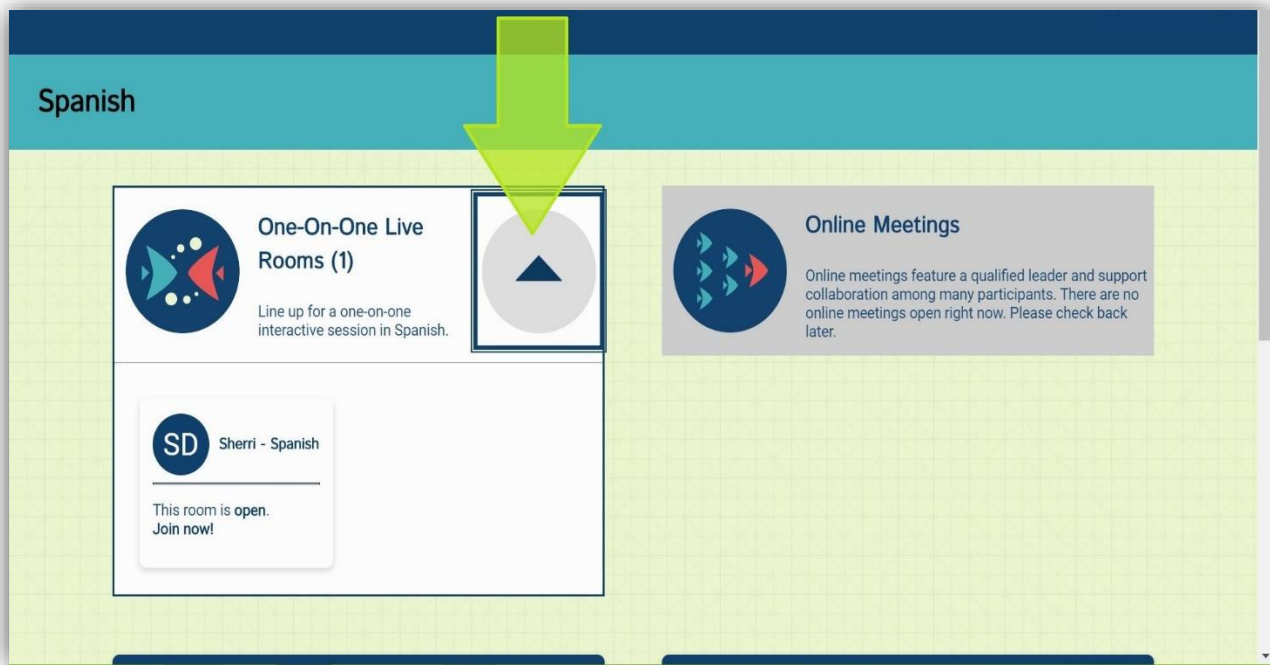 Spanish
One-On-One Live
Rooms (1)
Line up for a one-on-one
interactive session in Spanish.
SD
Sherri - Spanish
This room is open.
Join now!
Online Meetings
Online meetings feature a qualified leader and support
collaboration among many participants. There are no
online meetings open right now. Please check back
later.